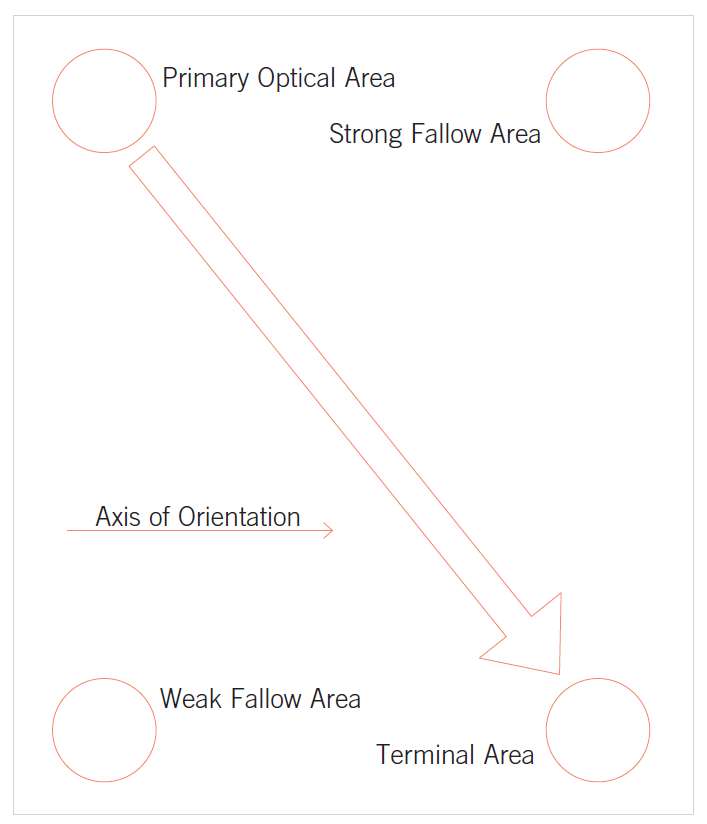 Primary Optical Area
Strong Fallow Area
Axis of Orientation
Weak Fallow Area
Terminal Area